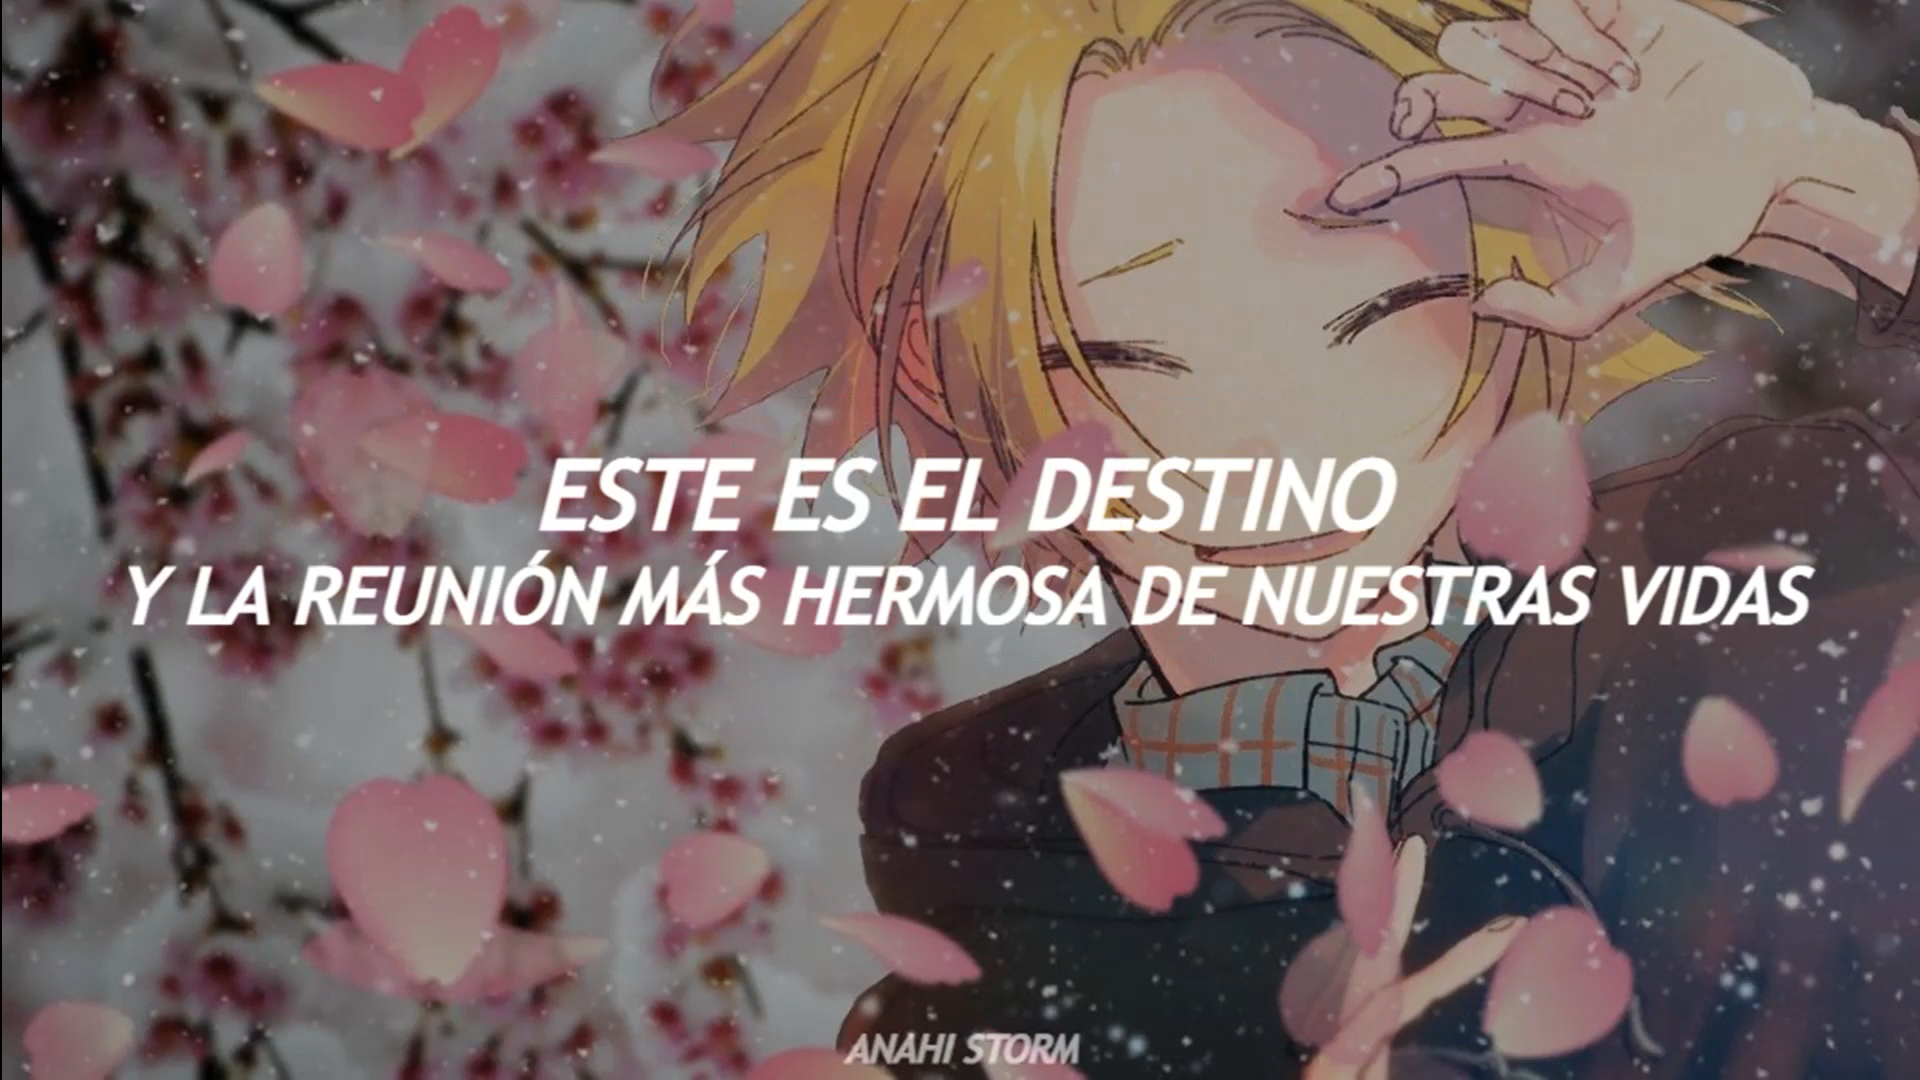 ESTE ES EL DESTINO
Y LA REUNIÓN MÁS HERMOSA DE NUESTRAS VIDAS
ANAHI STORM